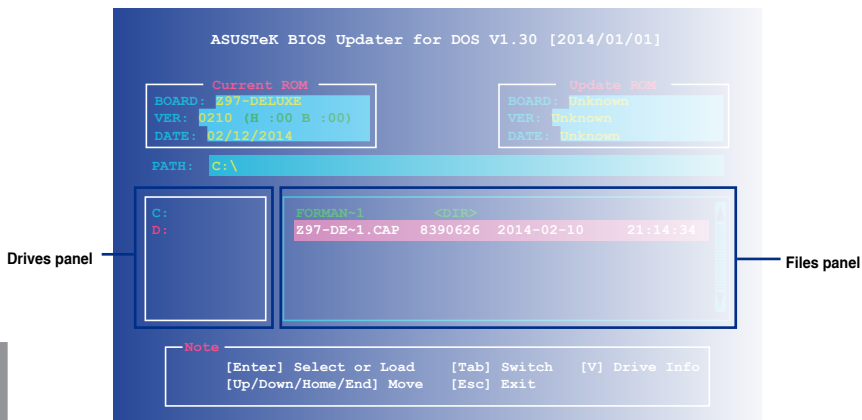 ASUSTeK BIOS Updater for DOS V1.30 [2014/01/01]
Current ROM
BOARD: Z97-DELUXE
VER: 0210 (H :00 B :00)
DATE: 02/12/2014
Update ROM
BOARD: Unknown
VER: Unknown
DATE: Unknown
PATH: C:\
C:
D:
FORMAN~1 <DIR>
Z97-DE~1.CAP 8390626 2014-02-10 21:14:34
Drives panel
Files panel
Note
[Enter] Select or Load [Tab] Switch [V] Drive Info
[Up/Down/Home/End] Move [Esc] Exit